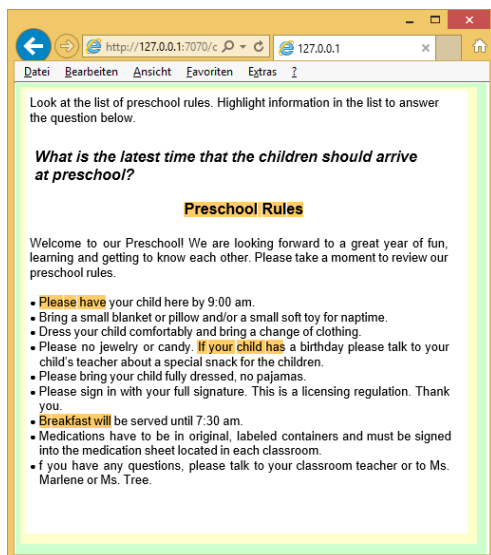 http://127.0.0.1:7070/c
127.0.0.1
Datei Bearbeiten Ansicht Favoriten Extras ?
Look at the list of preschool rules. Highlight information in the list to answer
the question below.
What is the latest time that the children should arrive
at preschool?
Preschool Rules
Welcome to our Preschool! We are looking forward to a great year of fun,
learning and getting to know each other. Please take a moment to review our
preschool rules.
• Please have your child here by 9:00 am.
• Bring a small blanket or pillow and/or a small soft toy for naptime.
• Dress your child comfortably and bring a change of clothing.
• Please no jewelry or candy. If your child has a birthday please talk to your
child's teacher about a special snack for the children.
• Please bring your child fully dressed, no pajamas.
• Please sign in with your full signature. This is a licensing regulation. Thank
you.
• Breakfast will be served until 7:30 am.
• Medications have to be in original, labeled containers and must be signed
into the medication sheet located in each classroom.
• f you have any questions, please talk to your classroom teacher or to Ms.
Marlene or Ms. Tree.